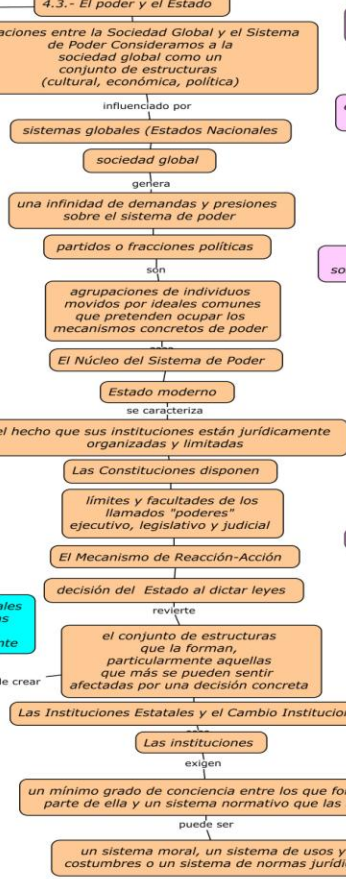 4.3.- El poder y el Estado
aciones entre la Sociedad Global y el Sistema
de Poder Consideramos a la
sociedad global como un
conjunto de estructuras
(cultural, económica, política)
influenciado por
sistemas globales (Estados Nacionales
sociedad global
genera
una infinidad de demandas y presiones
sobre el sistema de poder
partidos o fracciones políticas
son
so
agrupaciones de individuos
movidos por ideales comunes
que pretenden ocupar los
mecanismos concretos de poder
El Núcleo del Sistema de Poder
Estado moderno
se caracteriza
el hecho que sus instituciones están jurídicamente
organizadas y limitadas
Las Constituciones disponen
límites y facultades de los
llamados "poderes"
ejecutivo, legislativo y judicial
El Mecanismo de Reacción-Acción
decisión del Estado al dictar leyes
revierte
ales
as
nte
el conjunto de estructuras
que la forman,
particularmente aquellas
que más se pueden sentir
afectadas por una decisión concreta
de crear
Las Instituciones Estatales y el Cambio Institucion
Las instituciones
exigen
un mínimo grado de conciencia entre los que fo
parte de ella y un sistema normativo que las
puede ser
un sistema moral, un sistema de usos y
costumbres o un sistema de normas jurídic